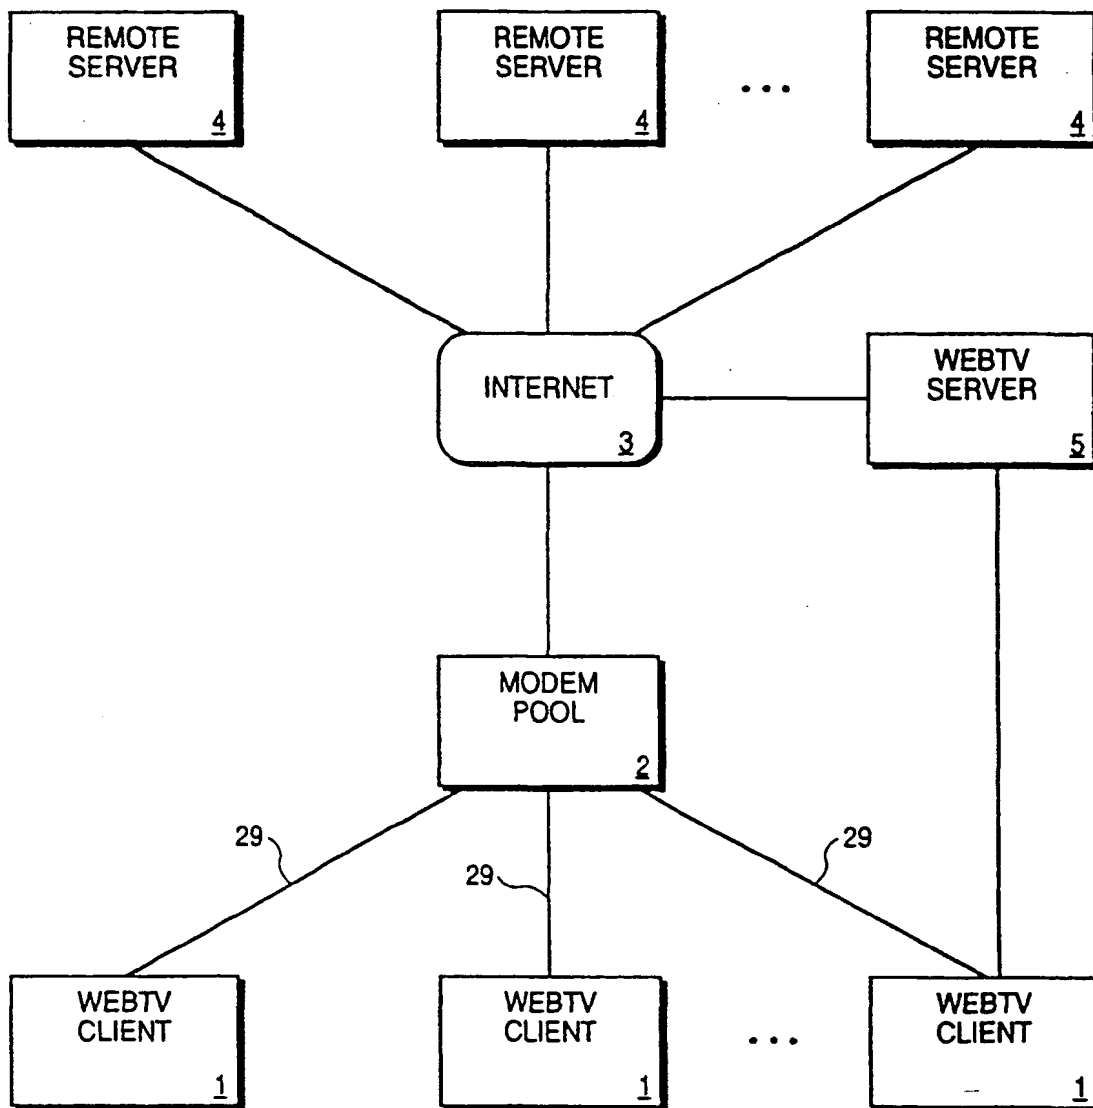 REMOTE
SERVER
4
REMOTE
SERVER
4
...
REMOTE
SERVER
4
INTERNET
3
WEBTV
SERVER
5
MODEM
POOL
2
29
29
29
WEBTV
CLIENT
1
WEBTV
CLIENT
1
...
WEBTV
CLIENT
1